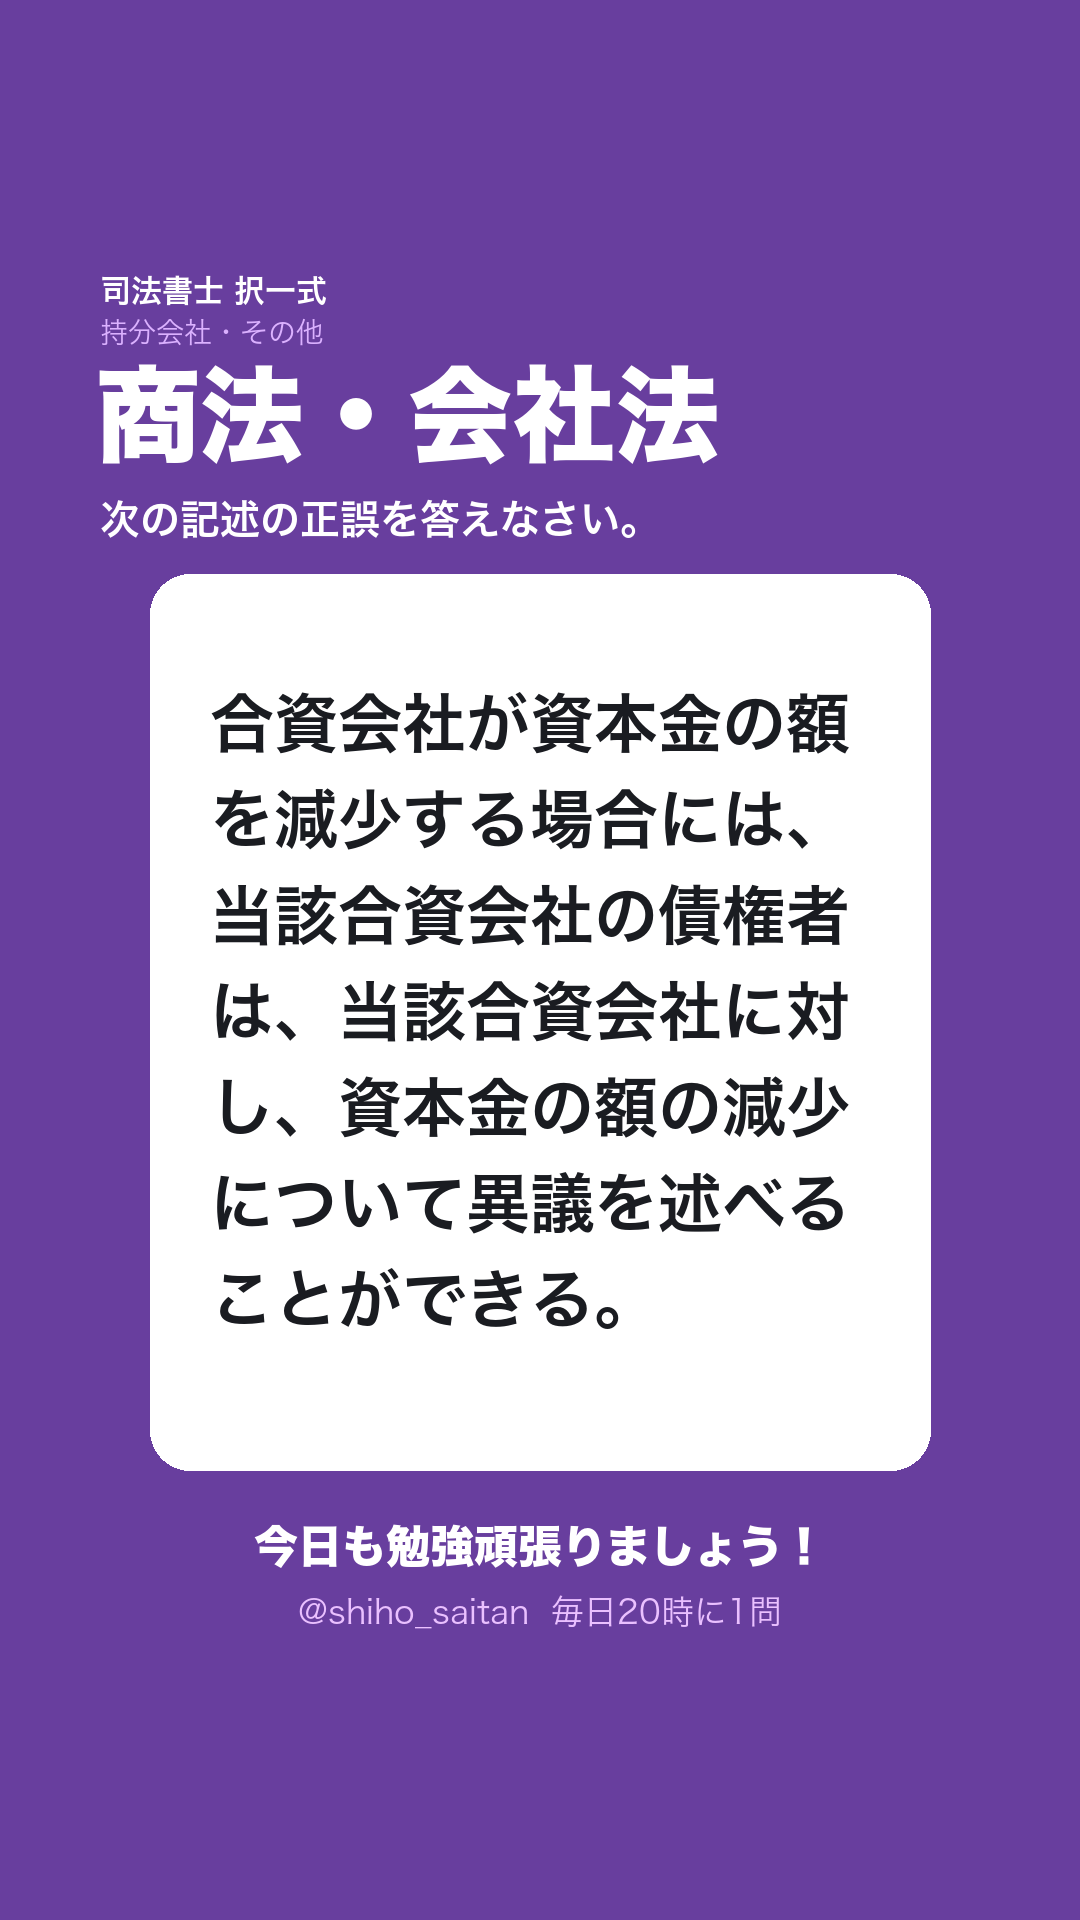 司法書士 択一式
持分会社・その他
商法・会社法
次の記述の正誤を答えなさい。
合資会社が資本金の額
を減少する場合には、
当該合資会社の債権者
は、当該合資会社に対
し、資本金の額の減少
について異議を述べる
ことができる。
今日も勉強頑張りましょう！
@shiho_saitan 毎日20時に1問